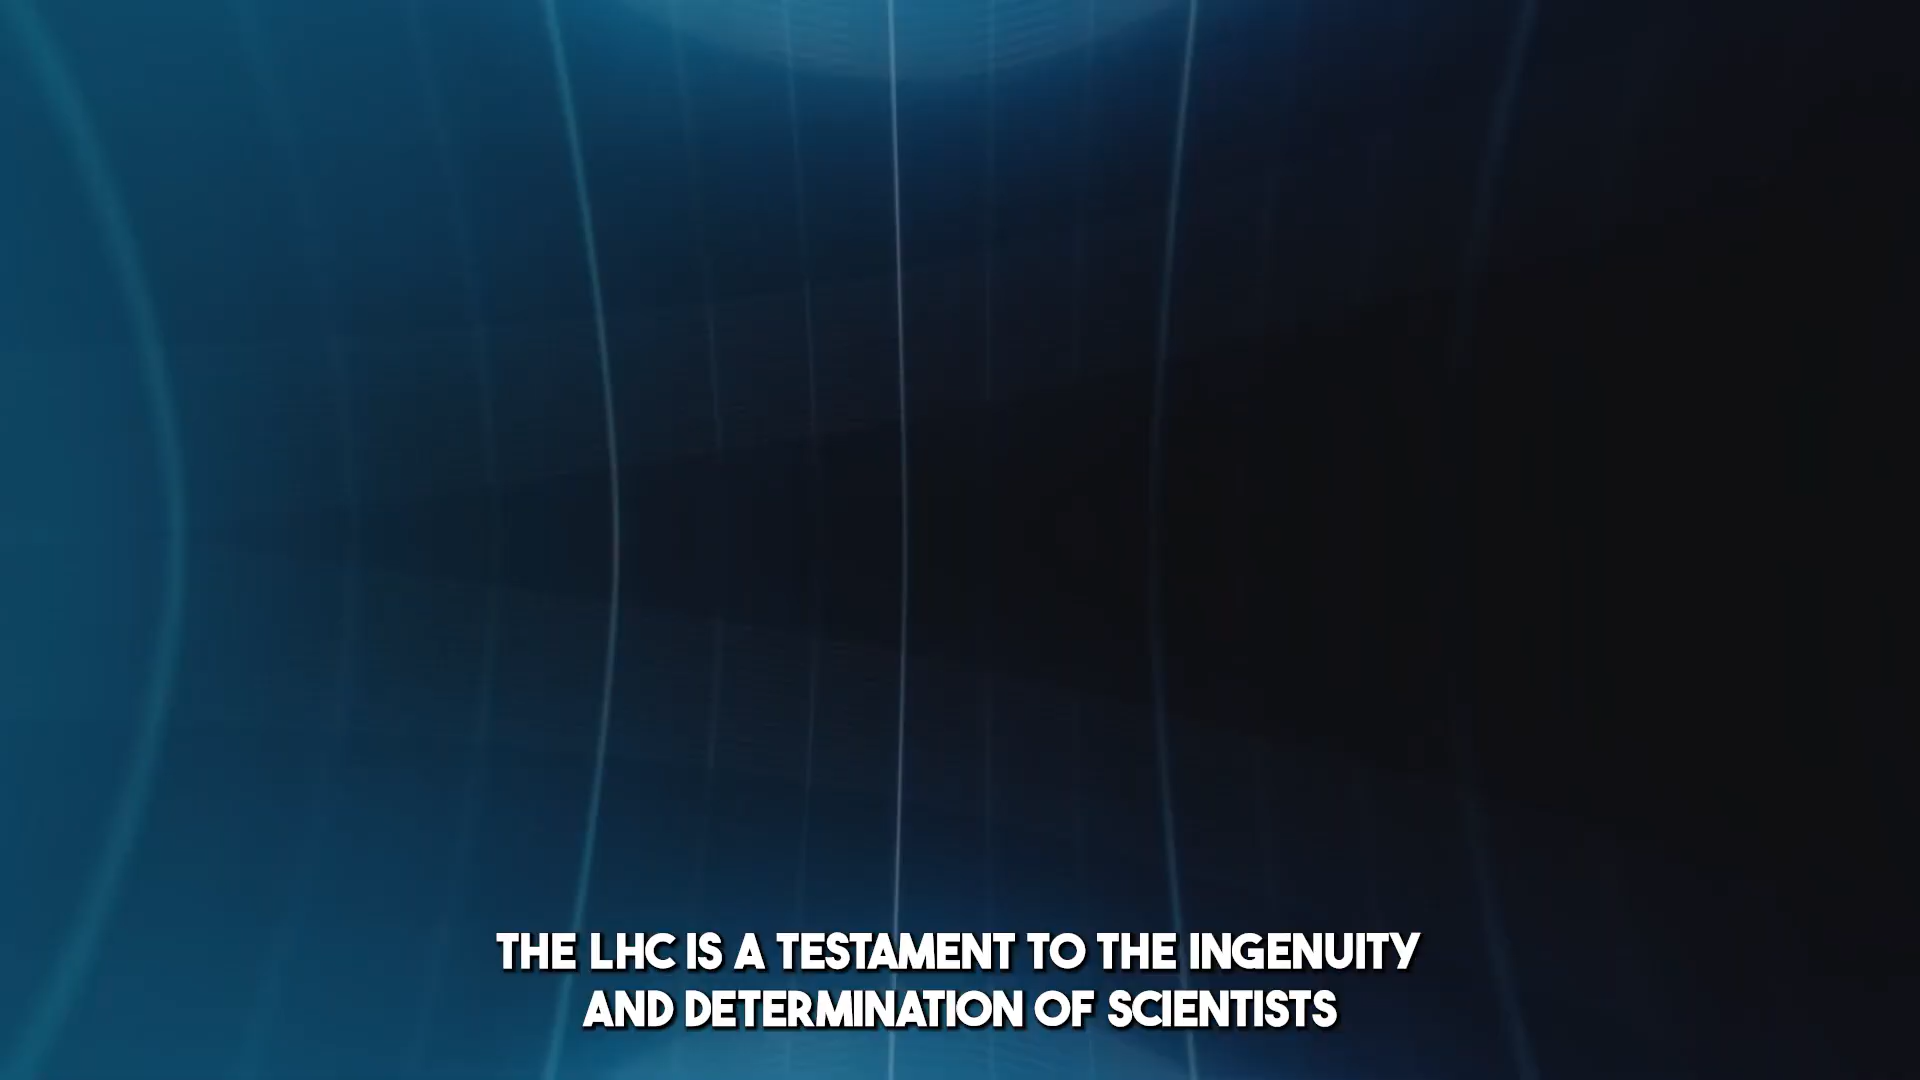 THE LHC IS A TESTAMENT TO THE INGENUITY
AND DETERMINATION OF SCIENTISTS